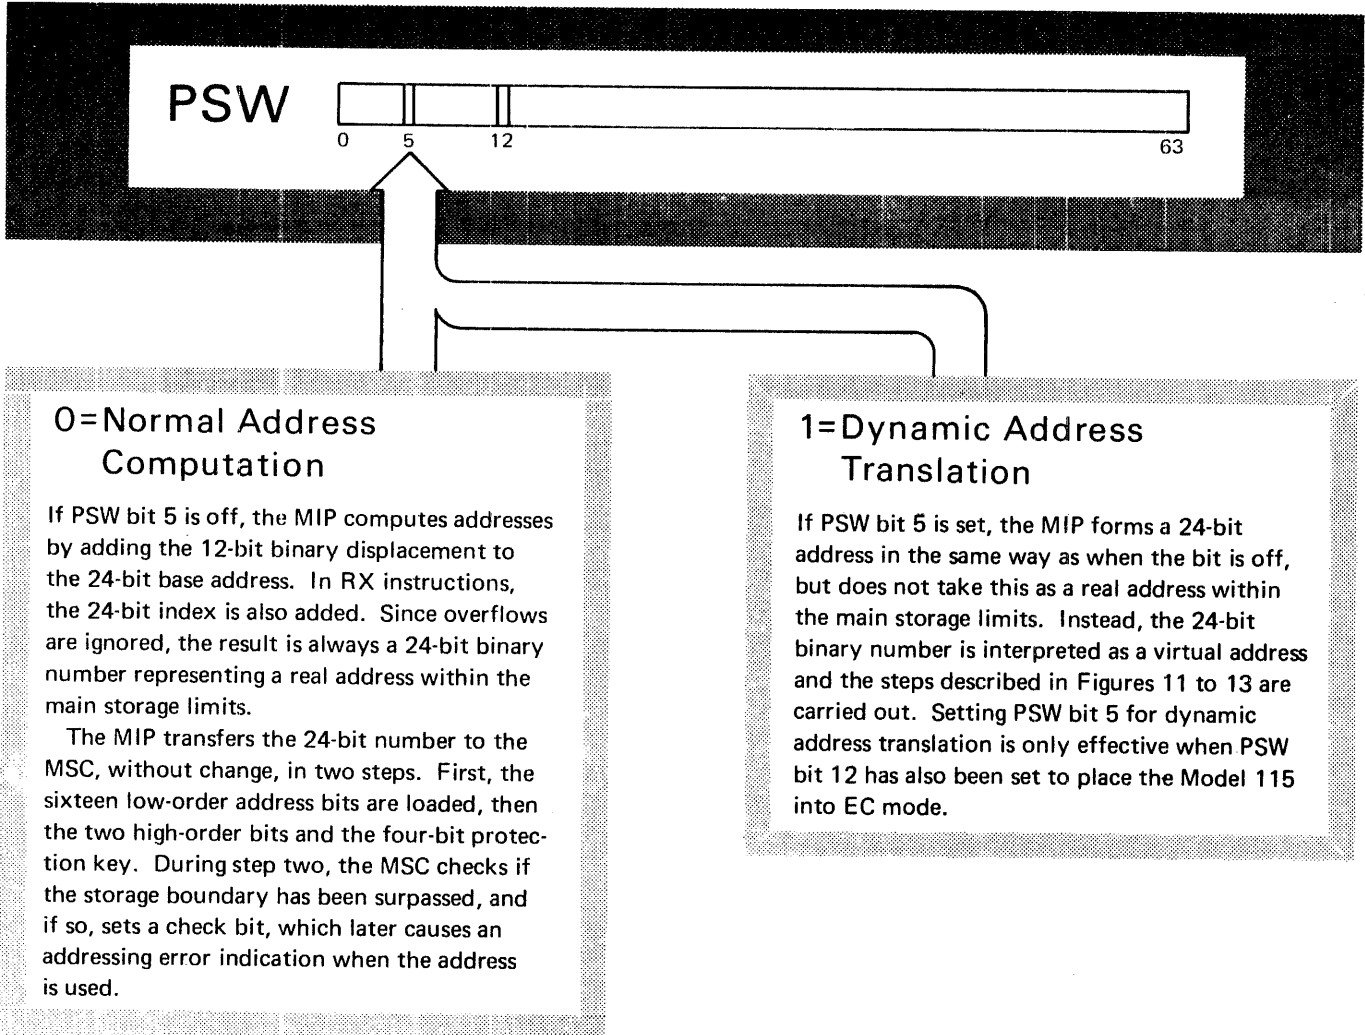 PSW
0 5 12 63
0=Normal Address
Computation
If PSW bit 5 is off, the MIP computes addresses
by adding the 12-bit binary displacement to
the 24-bit base address. In RX instructions,
the 24-bit index is also added. Since overflows
are ignored, the result is always a 24-bit binary
number representing a real address within the
main storage limits.
The MIP transfers the 24-bit number to the
MSC, without change, in two steps. First, the
sixteen low-order address bits are loaded, then
the two high-order bits and the four-bit protec-
tion key. During step two, the MSC checks if
the storage boundary has been surpassed, and
if so, sets a check bit, which later causes an
addressing error indication when the address
is used.
1=Dynamic Address
Translation
If PSW bit 5 is set, the MIP forms a 24-bit
address in the same way as when the bit is off,
but does not take this as a real address within
the main storage limits. Instead, the 24-bit
binary number is interpreted as a virtual address
and the steps described in Figures 11 to 13 are
carried out. Setting PSW bit 5 for dynamic
address translation is only effective when PSW
bit 12 has also been set to place the Model 115
into EC mode.